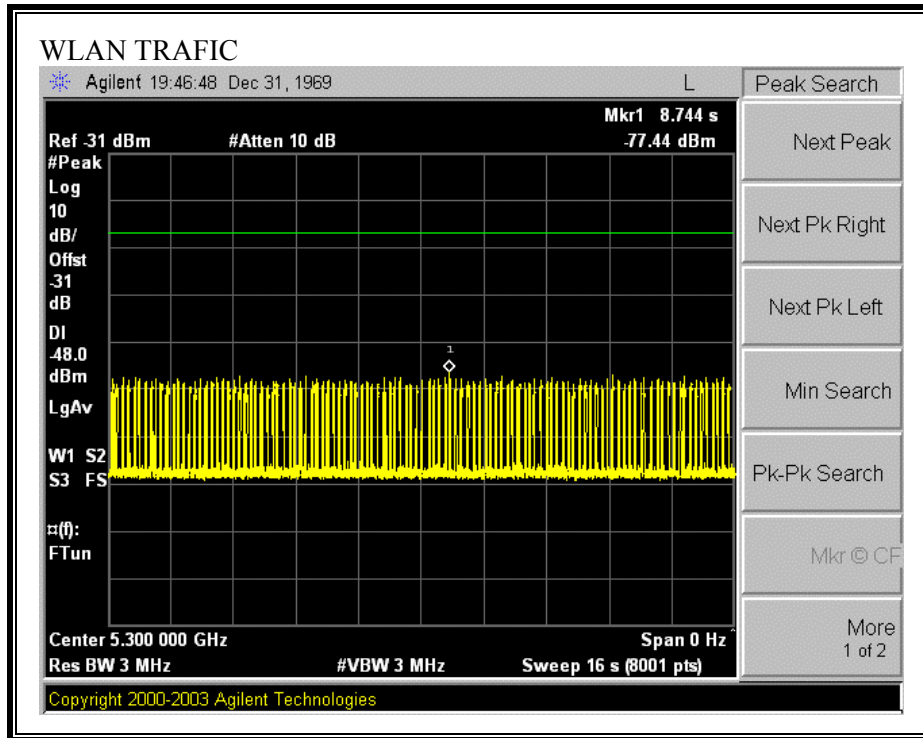 WLAN TRAFIC
Agilent 19:46:48 Dec 31, 1969 L
Peak Search
Mkr1 8.744 s
Ref -31 dBm #Atten 10 dB -77.44 dBm
#Peak
Log
10
dB/
Offst
-31
dB
DI
-48.0
dBm
LgAv
W1 S2
S3 FS
¤(f):
FTun
1
Center 5.300 000 GHz Span 0 Hz^
Res BW 3 MHz #VBW 3 MHz Sweep 16 s (8001 pts)
Copyright 2000-2003 Agilent Technologies
Next Peak
Next Pk Right
Next Pk Left
Min Search
Pk-Pk Search
Mkr © CF
More
1 of 2